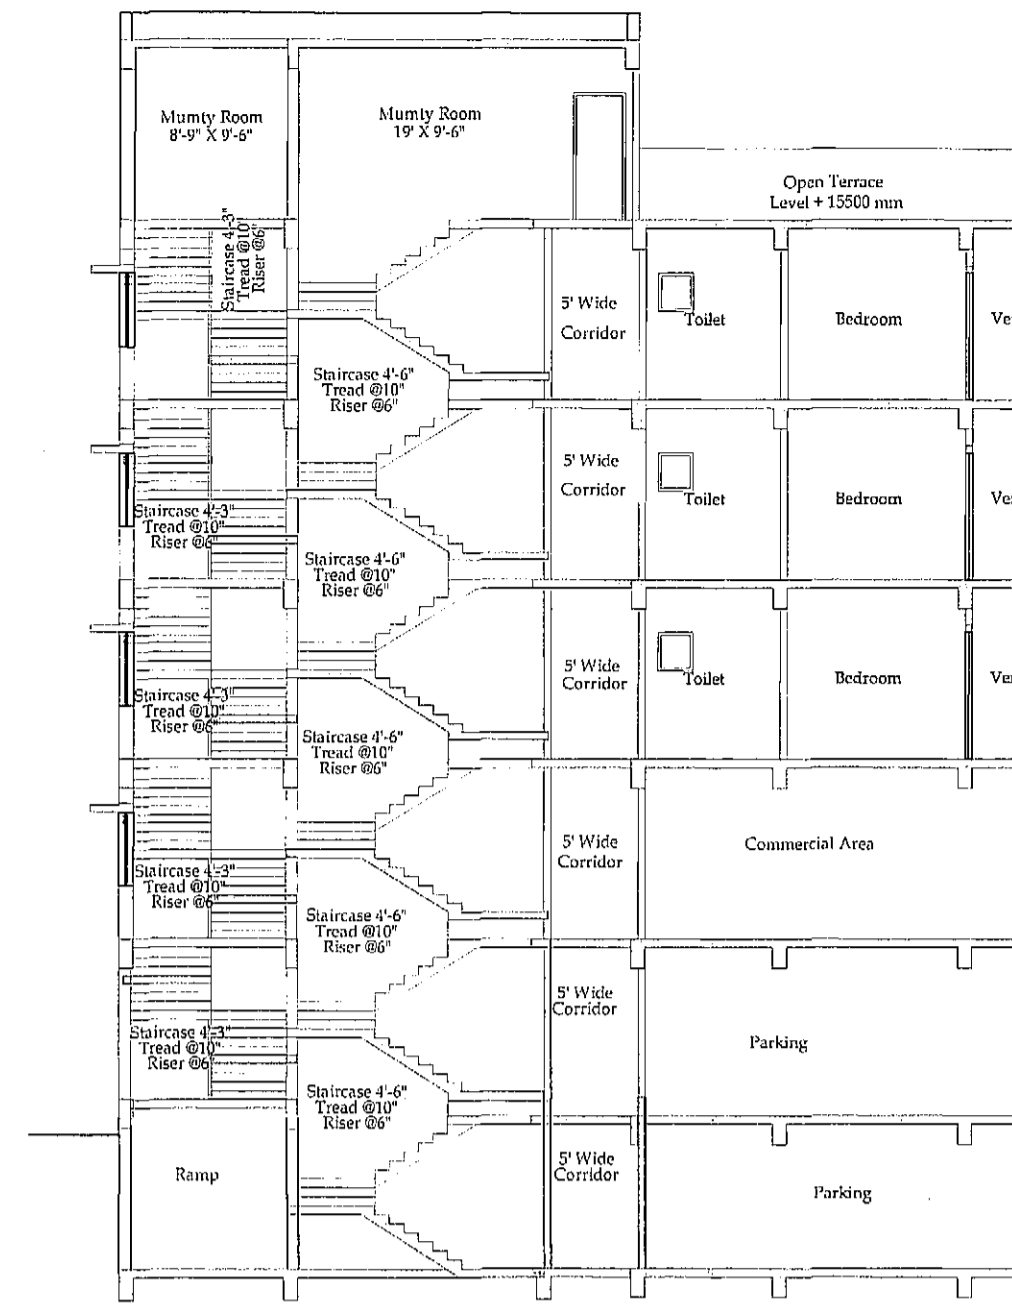 Mumty Room
8'-9" X 9'-6"
Mumty Room
19' X 9'-6"
Open Terrace
Level + 15500 mm
Staircase 4'-3"
Tread @10"
Riser @6"
5' Wide
Corridor
Toilet
Bedroom
Ve
Staircase 4'-6"
Tread @10"
Riser @6"
5' Wide
Corridor
Toilet
Bedroom
Ve
Staircase 4'-3"
Tread @10"
Riser @6"
Staircase 4'-6"
Tread @10"
Riser @6"
5' Wide
Corridor
Toilet
Bedroom
Ve
Staircase 4'-3"
Tread @10"
Riser @6"
Staircase 4'-6"
Tread @10"
Riser @6"
5' Wide
Corridor
Commercial Area
Staircase 4'-3"
Tread @10"
Riser @6"
Staircase 4'-6"
Tread @10"
Riser @6"
5' Wide
Corridor
Parking
Staircase 4'-3"
Tread @10"
Riser @6"
Staircase 4'-6"
Tread @10"
Riser @6"
5' Wide
Corridor
Ramp
Parking